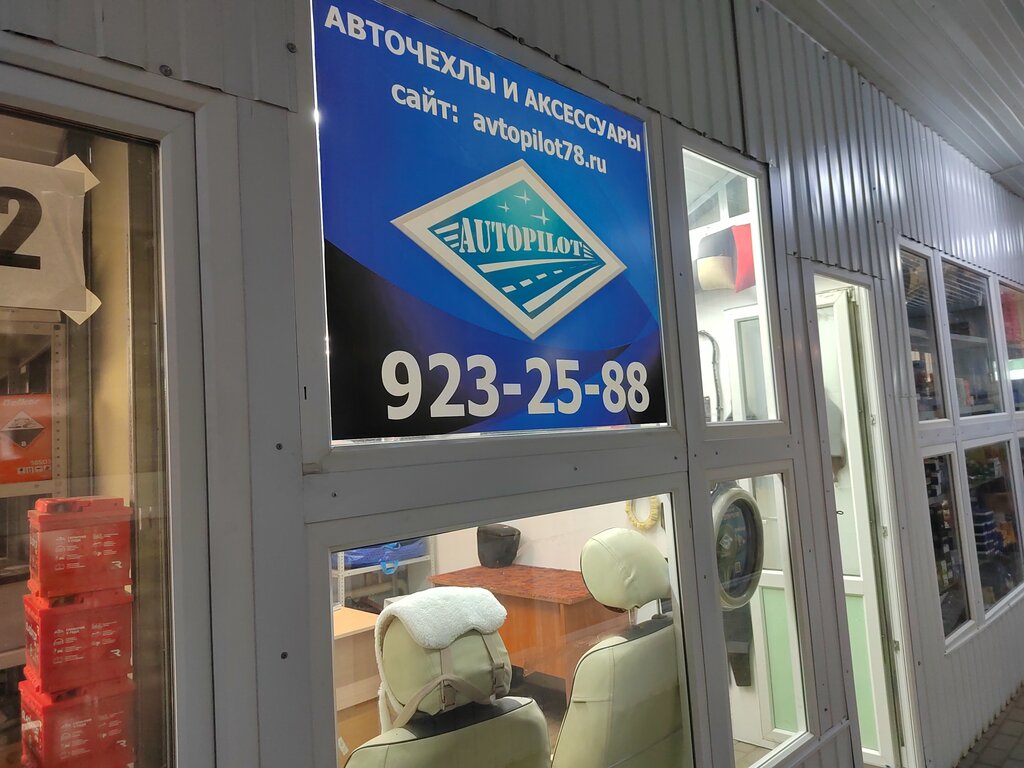 АВТОЧЕХЛЫ И АКСЕССУАРЫ
сайт: avtopilot78.ru
AUTOPILOT
923-25-88
2